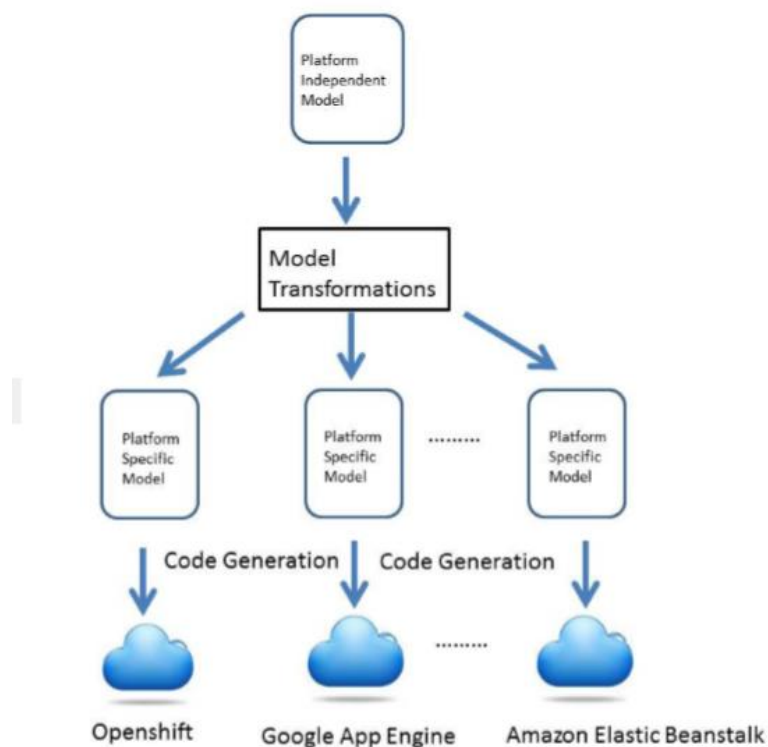 Platform
Independent
Model
Model
Transformations
Platform
Specific
Model
Platform
Specific
Model
.........
Platform
Specific
Model
Code Generation
Code Generation
.........
Openshift
Google App Engine
Amazon Elastic Beanstalk